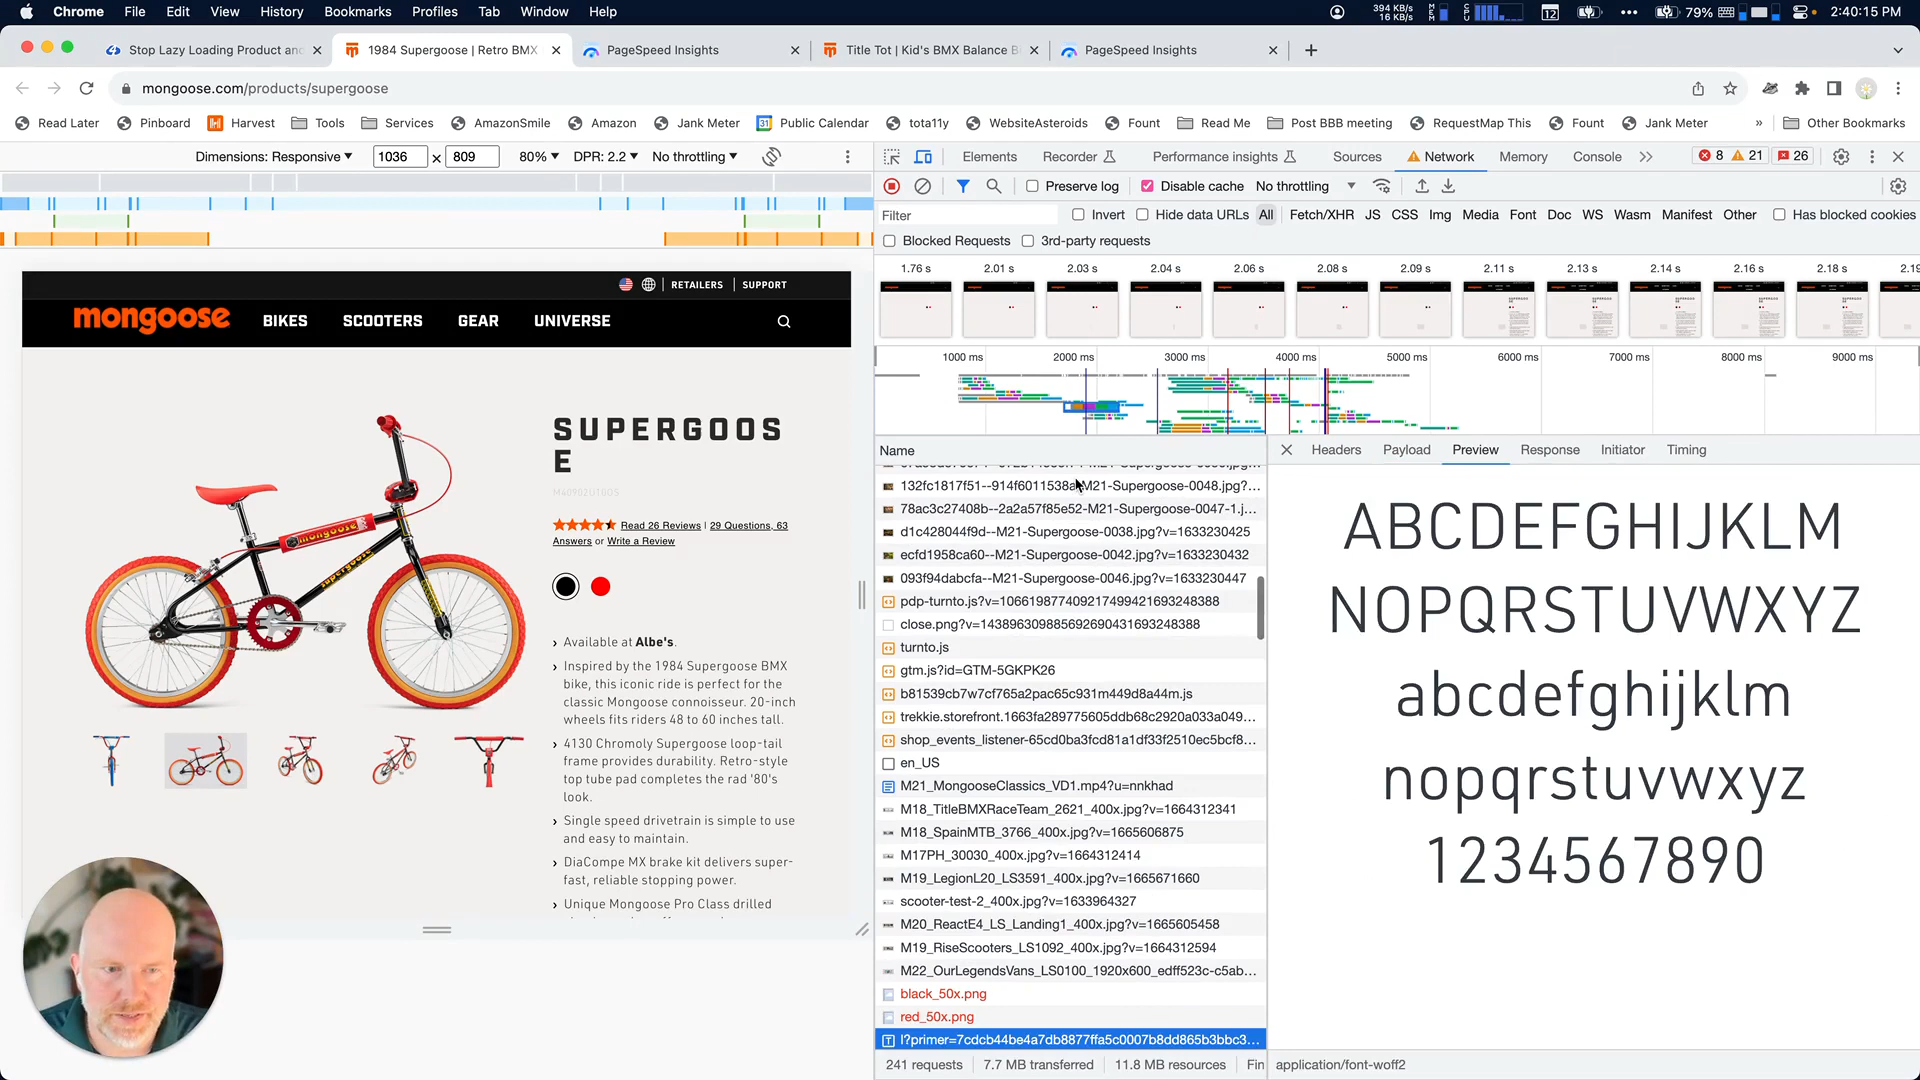 Chrome File Edit View History Bookmarks Profiles Tab Window Help
394 KB/s
16 KB/s
MEM
CPU
12
79%
2:40:15 PM
Stop Lazy Loading Product an
1984 Supergoose | Retro BMX
PageSpeed Insights
Title Tot | Kid's BMX Balance B
PageSpeed Insights
mongoose.com/products/supergoose
Read Later Pinboard Harvest Tools Services AmazonSmile Amazon Jank Meter Public Calendar tota11y WebsiteAsteroids Fount Read Me Post BBB meeting RequestMap This Fount Jank Meter » Other Bookmarks
Dimensions: Responsive 1036 × 809 80% DPR: 2.2 No throttling
RETAILERS SUPPORT
mongoose BIKES SCOOTERS GEAR UNIVERSE
SUPERGOOS
E
Read 26 Reviews | 29 Questions, 63
Answers or Write a Review
› Available at Albe's.
› Inspired by the 1984 Supergoose BMX
bike, this iconic ride is perfect for the
classic Mongoose connoisseur. 20-inch
wheels fits riders 48 to 60 inches tall.
› 4130 Chromoly Supergoose loop-tail
frame provides durability. Retro-style
top tube pad completes the rad '80's
look.
› Single speed drivetrain is simple to use
and easy to maintain.
› DiaCompe MX brake kit delivers super-
fast, reliable stopping power.
› Unique Mongoose Pro Class drilled
mongoose
supergoose
Elements Recorder Performance insights Sources Network Memory Console » 8 21 26
Preserve log Disable cache No throttling
Filter Invert Hide data URLs All Fetch/XHR JS CSS Img Media Font Doc WS Wasm Manifest Other Has blocked cookies
Blocked Requests 3rd-party requests
1.76 s 2.01 s 2.03 s 2.04 s 2.06 s 2.08 s 2.09 s 2.11 s 2.13 s 2.14 s 2.16 s 2.18 s 2.19
1000 ms 2000 ms 3000 ms 4000 ms 5000 ms 6000 ms 7000 ms 8000 ms 9000 ms
Name
132fc1817f51--914f6011538a-M21-Supergoose-0048.jpg?...
78ac3c27408b--2a2a57f85e52-M21-Supergoose-0047-1.j...
d1c428044f9d--M21-Supergoose-0038.jpg?v=1633230425
ecfd1958ca60--M21-Supergoose-0042.jpg?v=1633230432
093f94dabcfa--M21-Supergoose-0046.jpg?v=1633230447
pdp-turnto.js?v=106619877409217499421693248388
close.png?v=143896309885692690431693248388
turnto.js
gtm.js?id=GTM-5GKPK26
b81539cb7w7cf765a2pac65c931m449d8a44m.js
trekkie.storefront.1663fa289775605ddb68c2920a033a049...
shop_events_listener-65cd0ba3fcd81a1df33f2510ec5bcf8...
en_US
M21_MongooseClassics_VD1.mp4?u=nnkhad
M18_TitleBMXRaceTeam_2621_400x.jpg?v=1664312341
M18_SpainMTB_3766_400x.jpg?v=1665606875
M17PH_30030_400x.jpg?v=1664312414
M19_LegionL20_LS3591_400x.jpg?v=1665671660
scooter-test-2_400x.jpg?v=1633964327
M20_ReactE4_LS_Landing1_400x.jpg?v=1665605458
M19_RiseScooters_LS1092_400x.jpg?v=1664312594
M22_OurLegendsVans_LS0100_1920x600_edff523c-c5ab...
black_50x.png
red_50x.png
l?primer=7cdcb44be4a7db8877ffa5c0007b8dd865b3bbc3...
241 requests 7.7 MB transferred 11.8 MB resources Fin
Headers Payload Preview Response Initiator Timing
ABCDEFGHIJKLM
NOPQRSTUVWXYZ
abcdefghijklm
nopqrstuvwxyz
1234567890
application/font-woff2